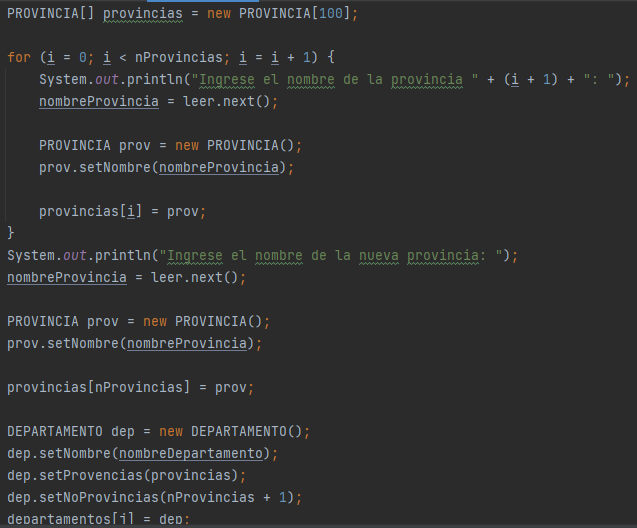 PROVINCIA[] provincias = new PROVINCIA[100];
for (i = 0; i < nProvincias; i = i + 1) {
System.out.println("Ingrese el nombre de la provincia " + (i + 1) + ": ");
nombreProvincia = leer.next();
PROVINCIA prov = new PROVINCIA();
prov.setNombre(nombreProvincia);
provincias[i] = prov;
}
System.out.println("Ingrese el nombre de la nueva provincia: ");
nombreProvincia = leer.next();
PROVINCIA prov = new PROVINCIA();
prov.setNombre(nombreProvincia);
provincias[nProvincias] = prov;
DEPARTAMENTO dep = new DEPARTAMENTO();
dep.setNombre(nombreDepartamento);
dep.setProvencias(provincias);
dep.setNoProvincias(nProvincias + 1);
departamentos[j] = dep;